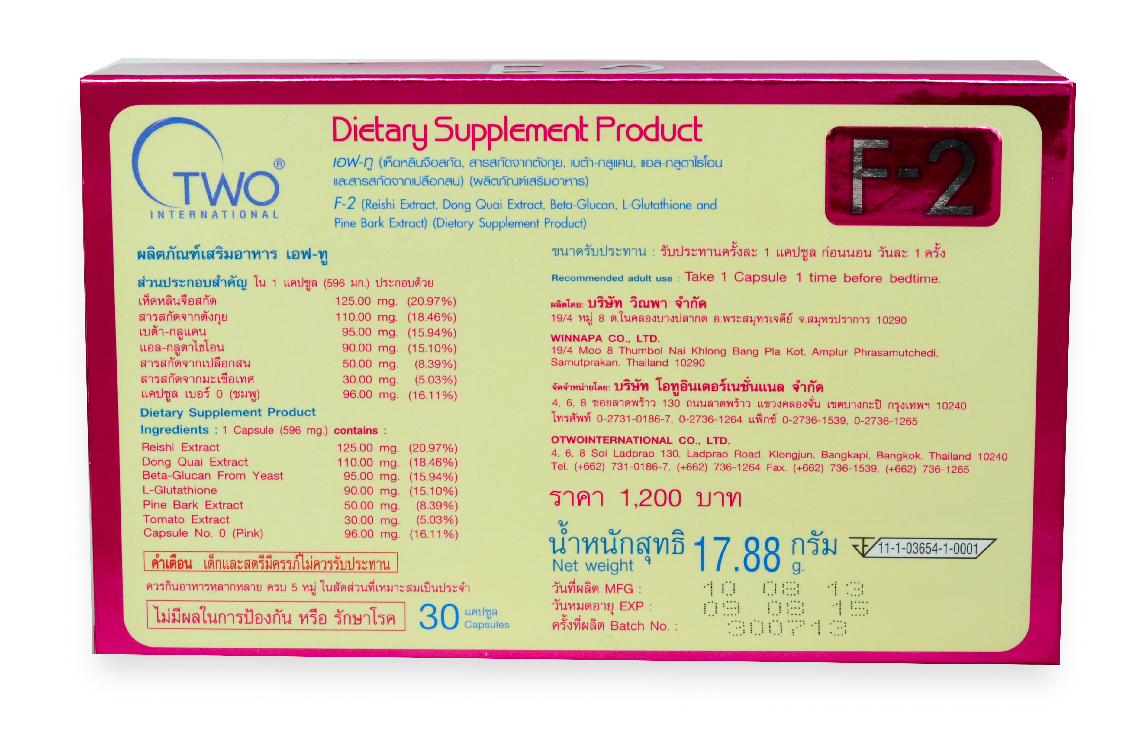 Dietary Supplement Product
เอฟ-ทู (เห็ดหลินจือสกัด, สารสกัดจากตังกุย, เบต้า-กลูแคน, แอล-กลูตาไธโอน
และสารสกัดจากเปลือกสน) (ผลิตภัณฑ์เสริมอาหาร)
F-2 (Reishi Extract, Dong Quai Extract, Beta-Glucan, L-Glutathione and
Pine Bark Extract) (Dietary Supplement Product)
TWO®
INTERNATIONAL
F-2
ผลิตภัณฑ์เสริมอาหาร เอฟ-ทู
ส่วนประกอบสำคัญ ใน 1 แคปซูล (596 มก.) ประกอบด้วย
เห็ดหลินจือสกัด 125.00 mg. (20.97%)
สารสกัดจากตังกุย 110.00 mg. (18.46%)
เบต้า-กลูแคน 95.00 mg. (15.94%)
แอล-กลูตาไธโอน 90.00 mg. (15.10%)
สารสกัดจากเปลือกสน 50.00 mg. (8.39%)
สารสกัดจากมะเขือเทศ 30.00 mg. (5.03%)
แคปซูล เบอร์ 0 (ชมพู) 96.00 mg. (16.11%)
Dietary Supplement Product
Ingredients : 1 Capsule (596 mg.) contains :
Reishi Extract 125.00 mg. (20.97%)
Dong Quai Extract 110.00 mg. (18.46%)
Beta-Glucan From Yeast 95.00 mg. (15.94%)
L-Glutathione 90.00 mg. (15.10%)
Pine Bark Extract 50.00 mg. (8.39%)
Tomato Extract 30.00 mg. (5.03%)
Capsule No. 0 (Pink) 96.00 mg. (16.11%)
คำเตือน เด็กและสตรีมีครรภ์ไม่ควรรับประทาน
ควรกินอาหารหลากหลาย ครบ 5 หมู่ ในสัดส่วนที่เหมาะสมเป็นประจำ
ไม่มีผลในการป้องกัน หรือ รักษาโรค
30 แคปซูล
Capsules
ขนาดรับประทาน : รับประทานครั้งละ 1 แคปซูล ก่อนนอน วันละ 1 ครั้ง
Recommended adult use : Take 1 Capsule 1 time before bedtime.
ผลิตโดย: บริษัท วิณพา จำกัด
19/4 หมู่ 8 ต.ในคลองบางปลากด อ.พระสมุทรเจดีย์ จ.สมุทรปราการ 10290
WINNAPA CO., LTD.
19/4 Moo 8 Thumbol Nai Khlong Bang Pla Kot, Amplur Phrasamutchedi,
Samutprakan. Thailand 10290
จัดจำหน่ายโดย: บริษัท โอทูอินเตอร์เนชั่นแนล จำกัด
4, 6, 8 ซอยลาดพร้าว 130 ถนนลาดพร้าว แขวงคลองจั่น เขตบางกะปิ กรุงเทพฯ 10240
โทรศัพท์ 0-2731-0186-7, 0-2736-1264 แฟ็กซ์ 0-2736-1539, 0-2736-1265
OTWOINTERNATIONAL CO., LTD.
4, 6, 8 Soi Ladprao 130, Ladprao Road, Klongjun, Bangkapi, Bangkok, Thailand 10240
Tel. (+662) 731-0186-7, (+662) 736-1264 Fax. (+662) 736-1539, (+662) 736-1265
ราคา 1,200 บาท
น้ำหนักสุทธิ 17.88 กรัม
Net weight g.
11-1-03654-1-0001
วันที่ผลิต MFG : 10 08 13
วันหมดอายุ EXP : 09 08 15
ครั้งที่ผลิต Batch No. : 300713